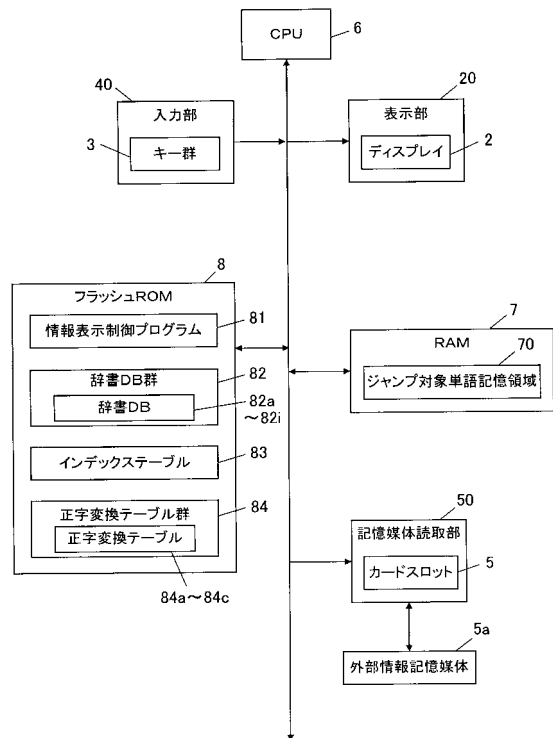 CPU
6
40
入力部
3
キー群
20
表示部
ディスプレイ
2
8
フラッシュROM
情報表示制御プログラム
81
辞書DB群
82
辞書DB
82a
～82i
インデックステーブル
83
正字変換テーブル群
84
正字変換テーブル
84a～84c
7
RAM
70
ジャンプ対象単語記憶領域
50
記憶媒体読取部
カードスロット
5
5a
外部情報記憶媒体